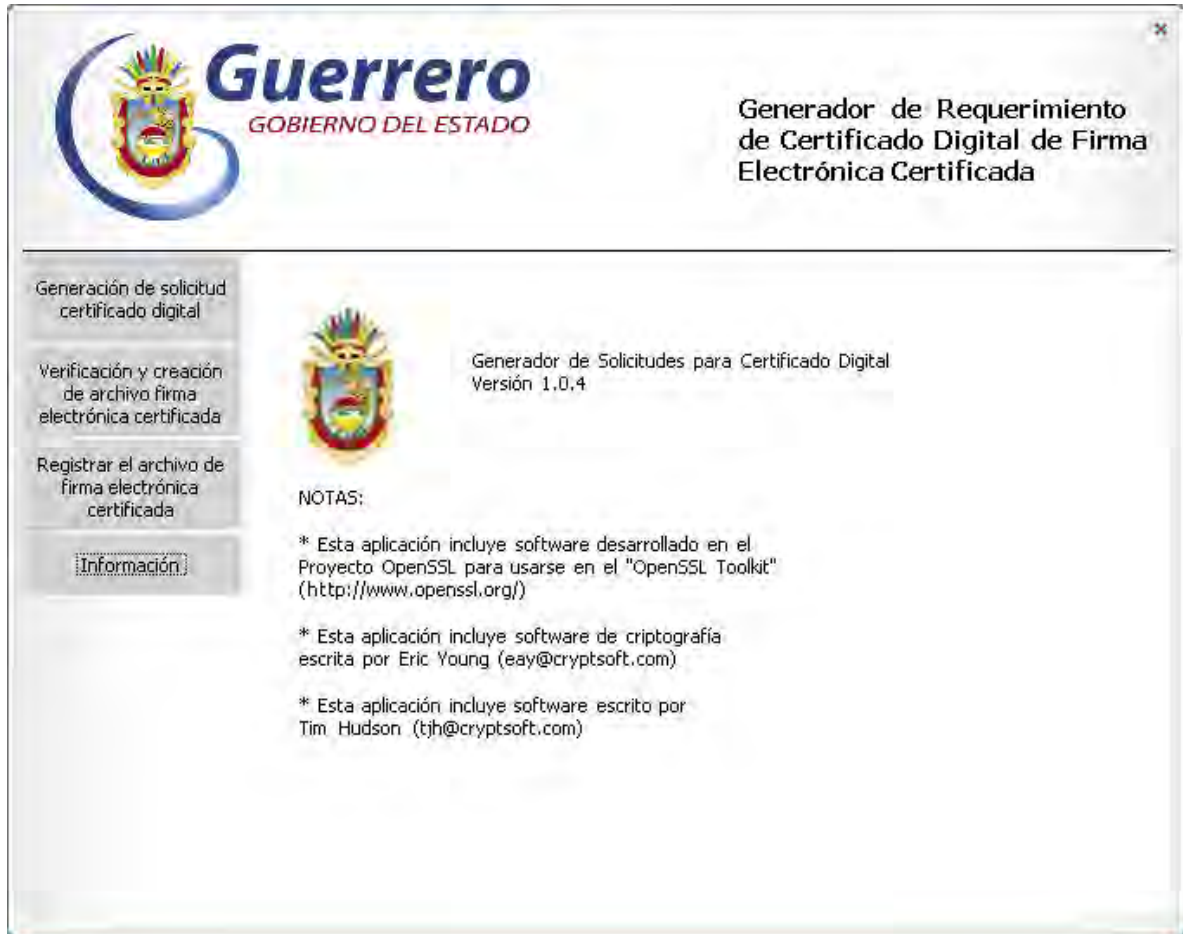 Guerrero
GOBIERNO DEL ESTADO
Generador de Requerimiento
de Certificado Digital de Firma
Electrónica Certificada
Generación de solicitud
certificado digital
Verificación y creación
de archivo firma
electrónica certificada
Registrar el archivo de
firma electrónica
certificada
Información
Generador de Solicitudes para Certificado Digital
Versión 1.0.4
NOTAS:
* Esta aplicación incluye software desarrollado en el
Proyecto OpenSSL para usarse en el "OpenSSL Toolkit"
(http://www.openssl.org/)
* Esta aplicación incluye software de criptografía
escrita por Eric Young (eay@cryptsoft.com)
* Esta aplicación incluye software escrito por
Tim Hudson (tjh@cryptsoft.com)